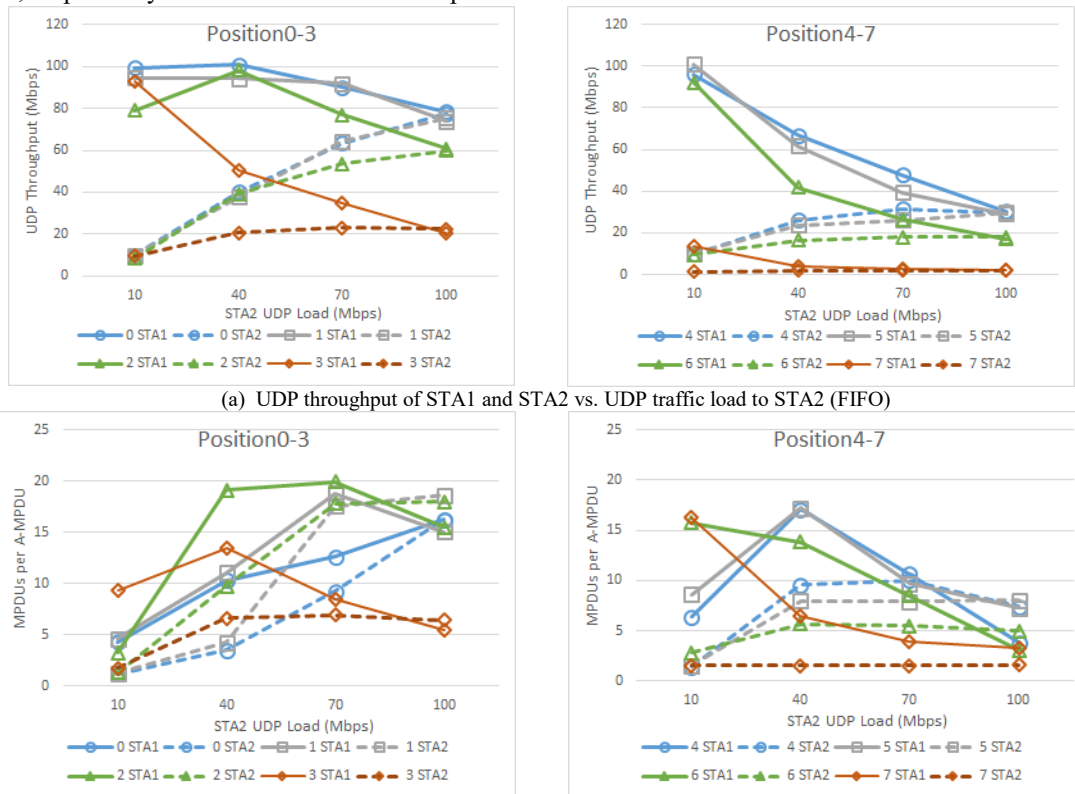 Position0-3
UDP Throughput (Mbps)
120
100
80
60
40
20
0
10 40 70 100
STA2 UDP Load (Mbps)
0 STA1 0 STA2 1 STA1 1 STA2
2 STA1 2 STA2 3 STA1 3 STA2
Position4-7
UDP Throughput (Mbps)
120
100
80
60
40
20
0
10 40 70 100
STA2 UDP Load (Mbps)
4 STA1 4 STA2 5 STA1 5 STA2
6 STA1 6 STA2 7 STA1 7 STA2
(a) UDP throughput of STA1 and STA2 vs. UDP traffic load to STA2 (FIFO)
Position0-3
MPDUs per A-MPDU
25
20
15
10
5
0
10 40 70 100
STA2 UDP Load (Mbps)
0 STA1 0 STA2 1 STA1 1 STA2
2 STA1 2 STA2 3 STA1 3 STA2
Position4-7
MPDUs per A-MPDU
25
20
15
10
5
0
10 40 70 100
STA2 UDP Load (Mbps)
4 STA1 4 STA2 5 STA1 5 STA2
6 STA1 6 STA2 7 STA1 7 STA2